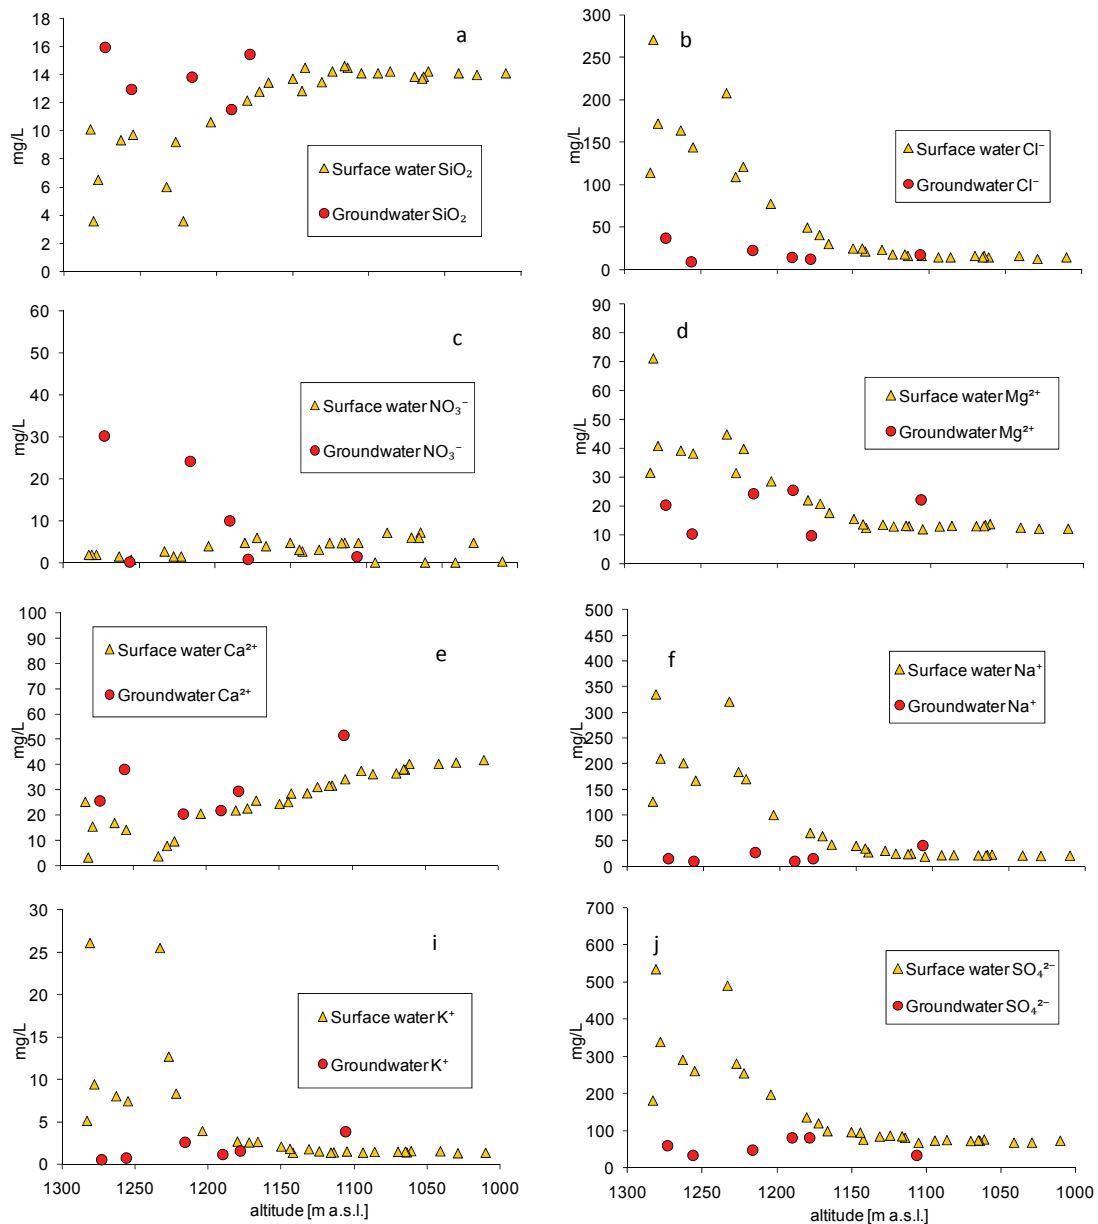 18
16
14
12
10
8
6
4
2
0
mg/L
a
Surface water SiO₂
Groundwater SiO₂
300
250
200
150
100
50
0
mg/L
b
Surface water Cl⁻
Groundwater Cl⁻
60
50
40
30
20
10
0
mg/L
c
Surface water NO₃⁻
Groundwater NO₃⁻
90
80
70
60
50
40
30
20
10
0
mg/L
d
Surface water Mg²⁺
Groundwater Mg²⁺
100
90
80
70
60
50
40
30
20
10
0
mg/L
e
Surface water Ca²⁺
Groundwater Ca²⁺
500
450
400
350
300
250
200
150
100
50
0
mg/L
f
Surface water Na⁺
Groundwater Na⁺
30
25
20
15
10
5
0
mg/L
i
Surface water K⁺
Groundwater K⁺
1300 1250 1200 1150 1100 1050 1000
altitude [m a.s.l.]
700
600
500
400
300
200
100
0
mg/L
j
Surface water SO₄²⁻
Groundwater SO₄²⁻
1300 1250 1200 1150 1100 1050 1000
altitude [m a.s.l.]